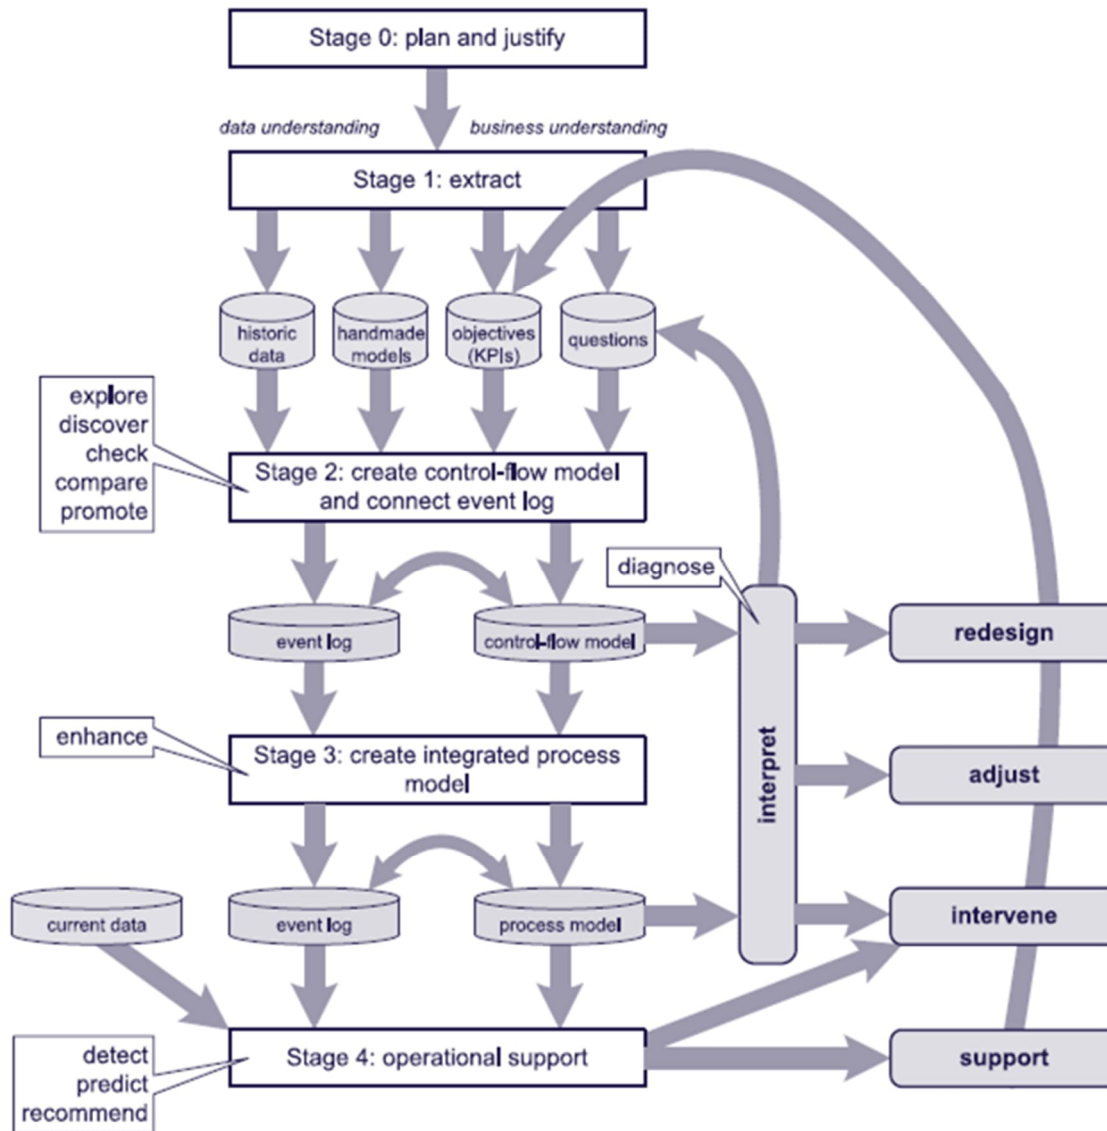 Stage 0: plan and justify
data understanding
business understanding
Stage 1: extract
historic
data
handmade
models
objectives
(KPIs)
questions
explore
discover
check
compare
promote
Stage 2: create control-flow model
and connect event log
diagnose
event log
control-flow model
redesign
enhance
Stage 3: create integrated process
model
interpret
adjust
current data
event log
process model
intervene
detect
predict
recommend
Stage 4: operational support
support